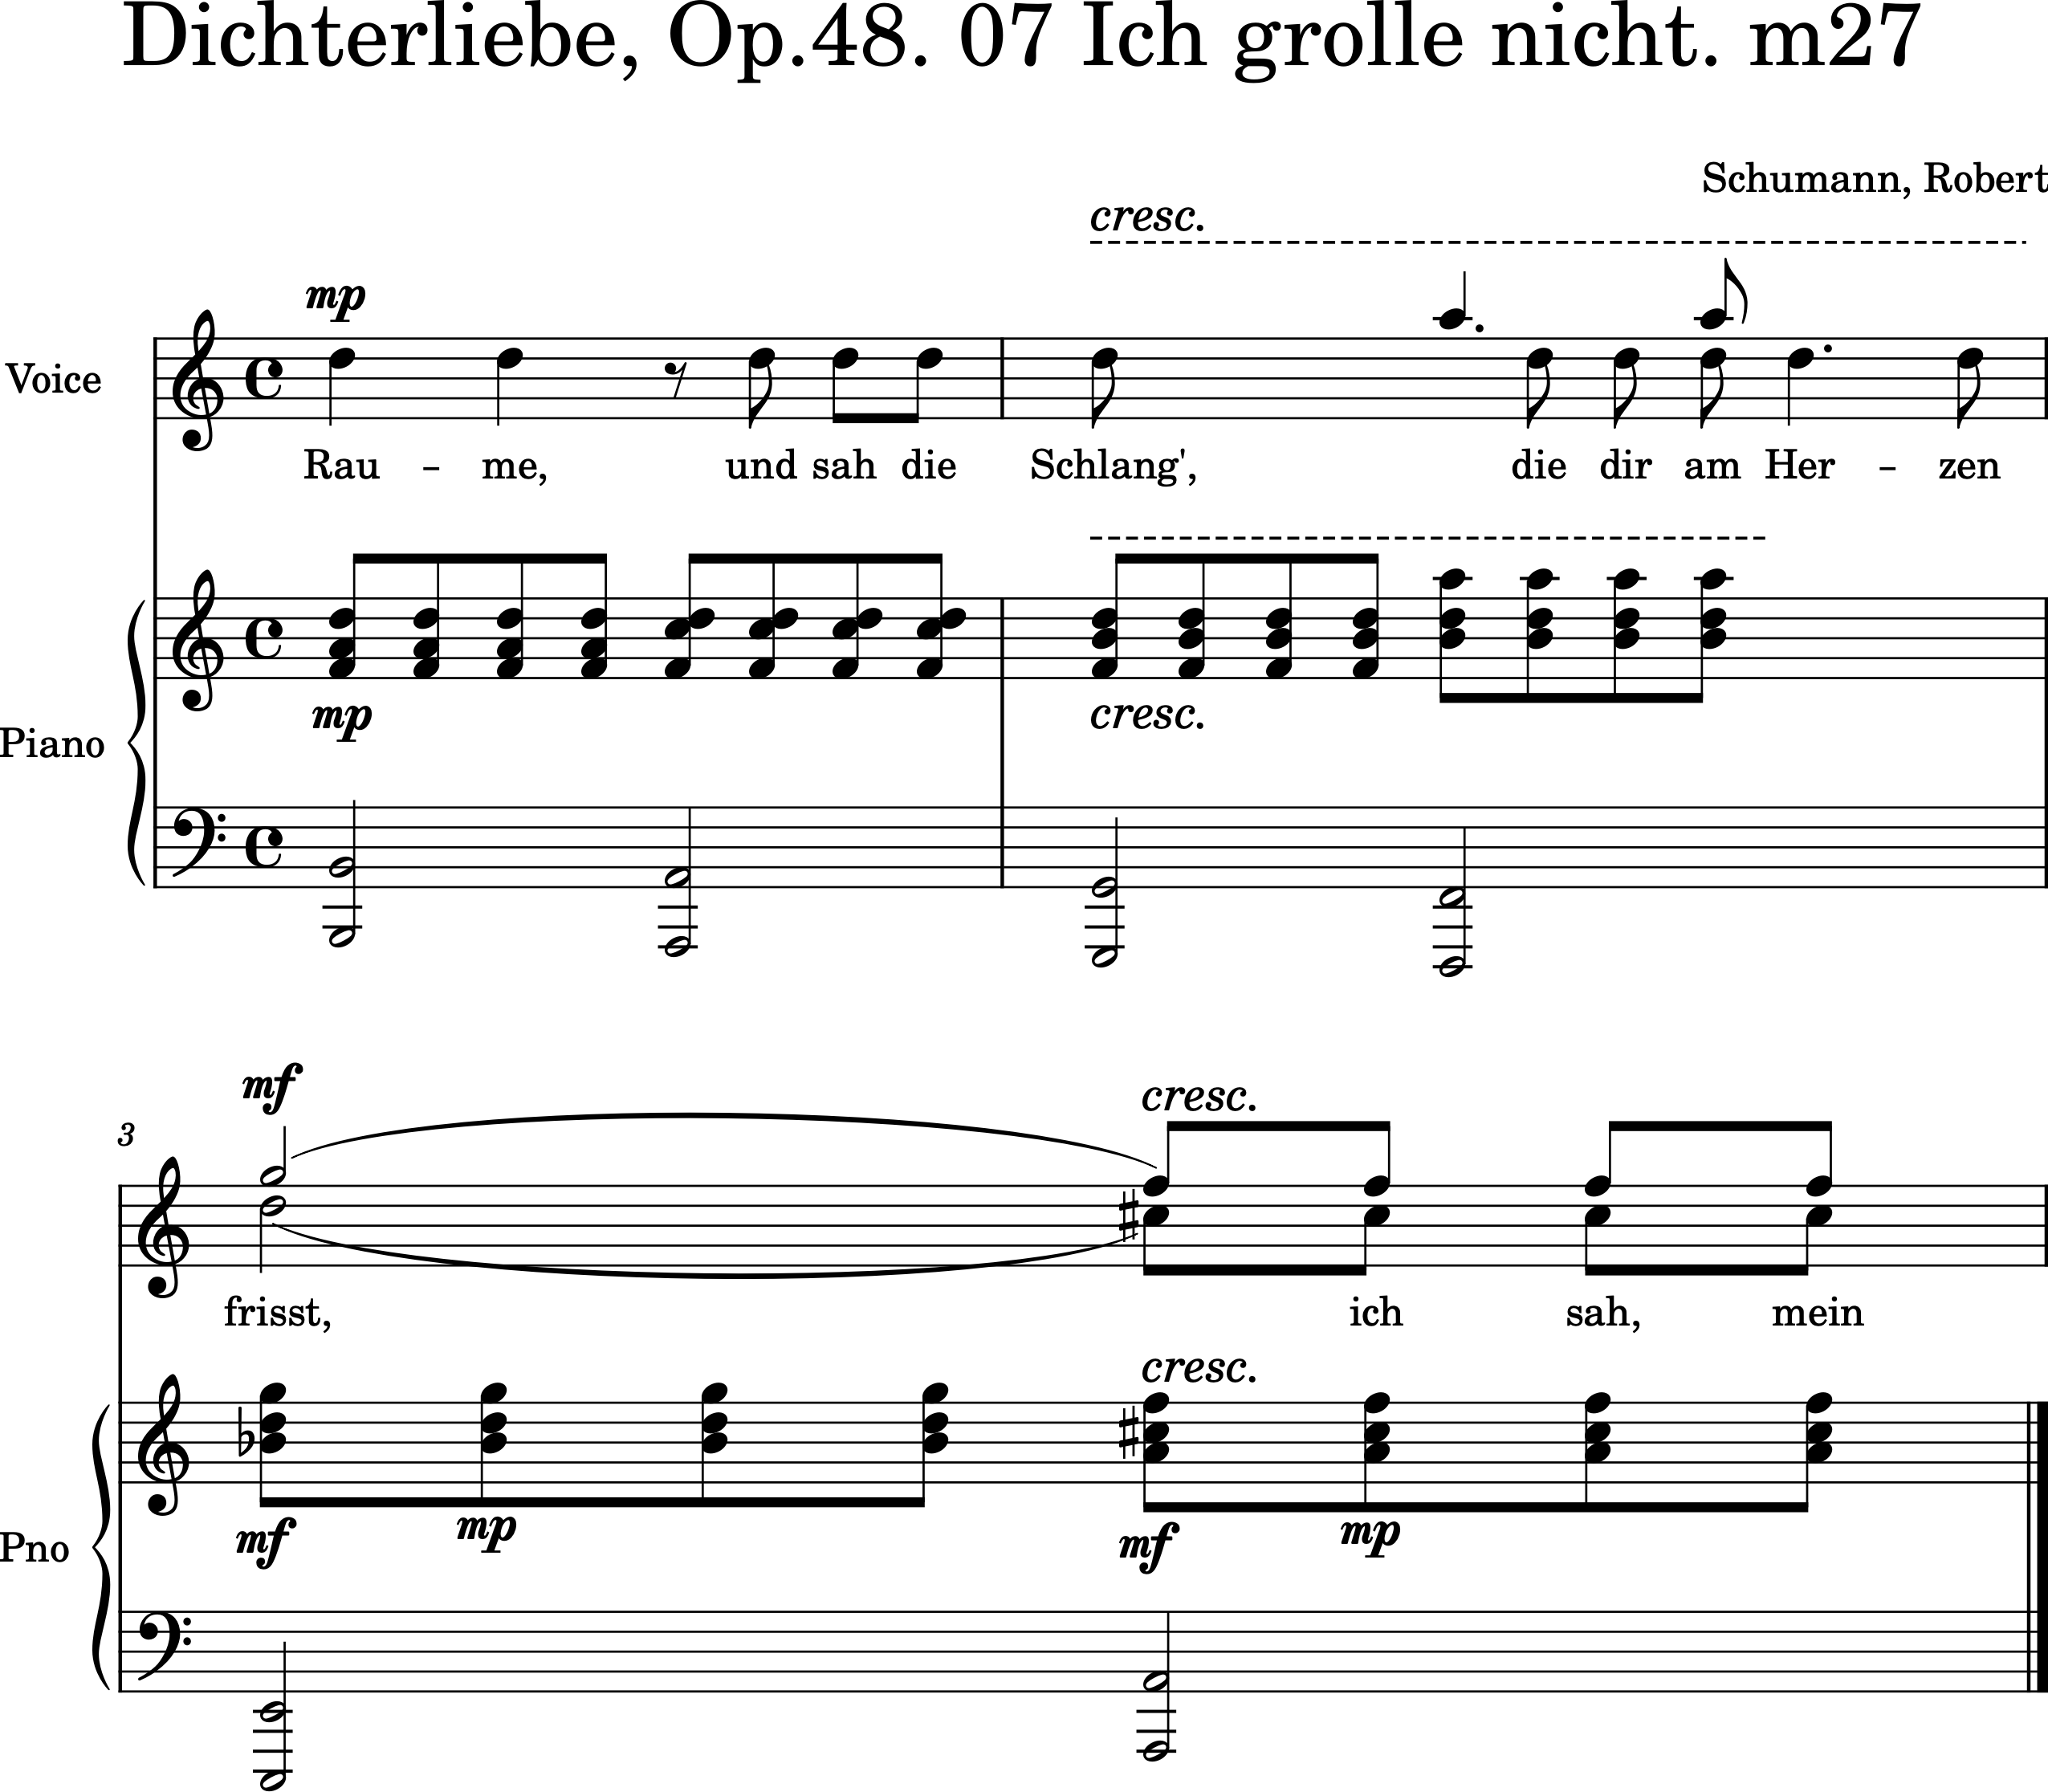 Dichterliebe, Op.48. 07 Ich grolle nicht. m27
Schumann, Robert
cresc.
mp
Voice
Rau – me, und sah die Schlang', die dir am Her – zen
mp cresc.
Piano
mf cresc.
3
frisst, ich sah, mein
cresc.
mf mp mf mp
Pno